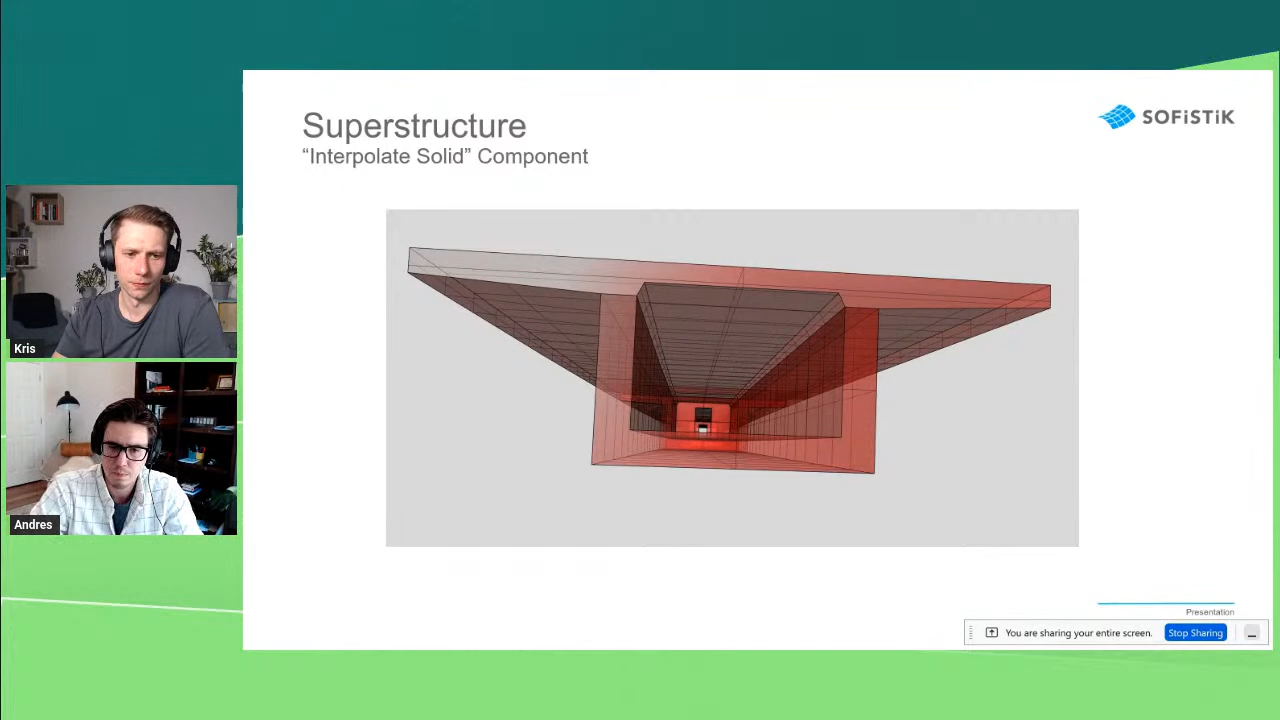 Superstructure
“Interpolate Solid” Component
SOFiSTiK
Kris
Andres
Presentation
You are sharing your entire screen.
Stop Sharing